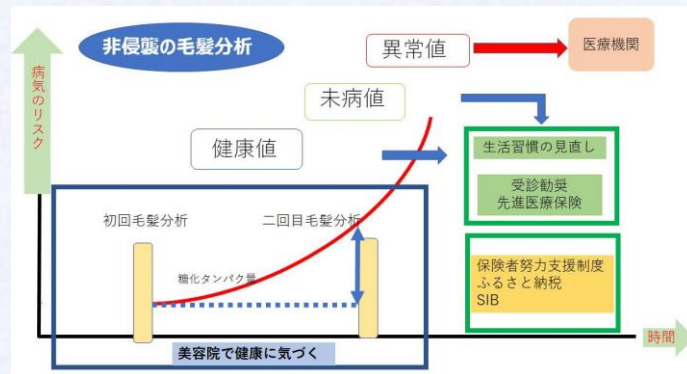 非侵襲の毛髪分析
異常値
医療機関
病気のリスク
未病値
健康値
生活習慣の見直し
受診勧奨
先進医療保険
初回毛髪分析
二回目毛髪分析
糖化タンパク量
保険者努力支援制度
ふるさと納税
SIB
美容院で健康に気づく
時間